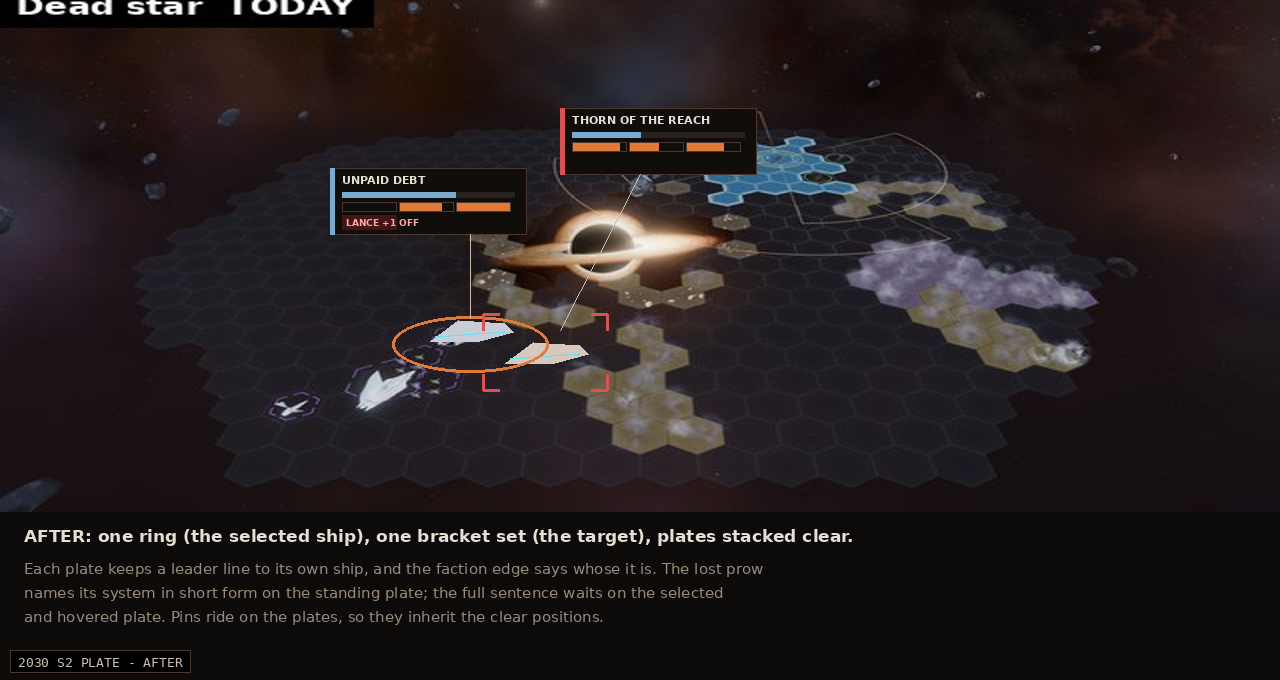 Dead star TODAY
THORN OF THE REACH
UNPAID DEBT
LANCE +1 OFF
AFTER: one ring (the selected ship), one bracket set (the target), plates stacked clear.
Each plate keeps a leader line to its own ship, and the faction edge says whose it is. The lost prow
names its system in short form on the standing plate; the full sentence waits on the selected
and hovered plate. Pins ride on the plates, so they inherit the clear positions.
2030 S2 PLATE - AFTER